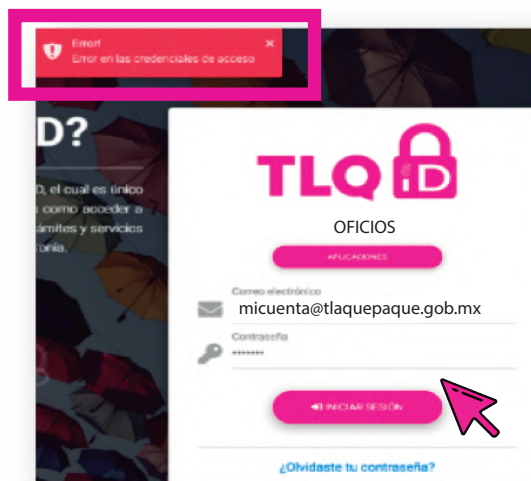 Error!
×
Error en las credenciales de acceso
D?
D, el cual es único
como acceder a
ámites y servicios
onia.
TLQ iD
OFICIOS
APLICACIONES
Correo electrónico
micuenta@tlaquepaque.gob.mx
Contraseña
•••••••
INICIAR SESIÓN
¿Olvidaste tu contraseña?